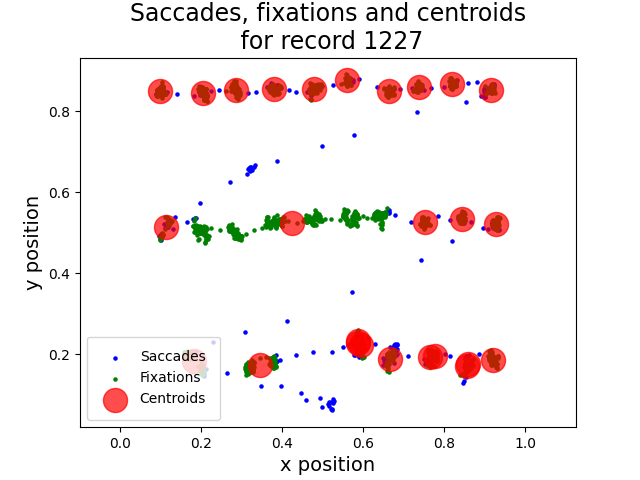 Saccades, fixations and centroids
for record 1227
y position
0.8
0.6
0.4
0.2
Saccades
Fixations
Centroids
0.0 0.2 0.4 0.6 0.8 1.0
x position